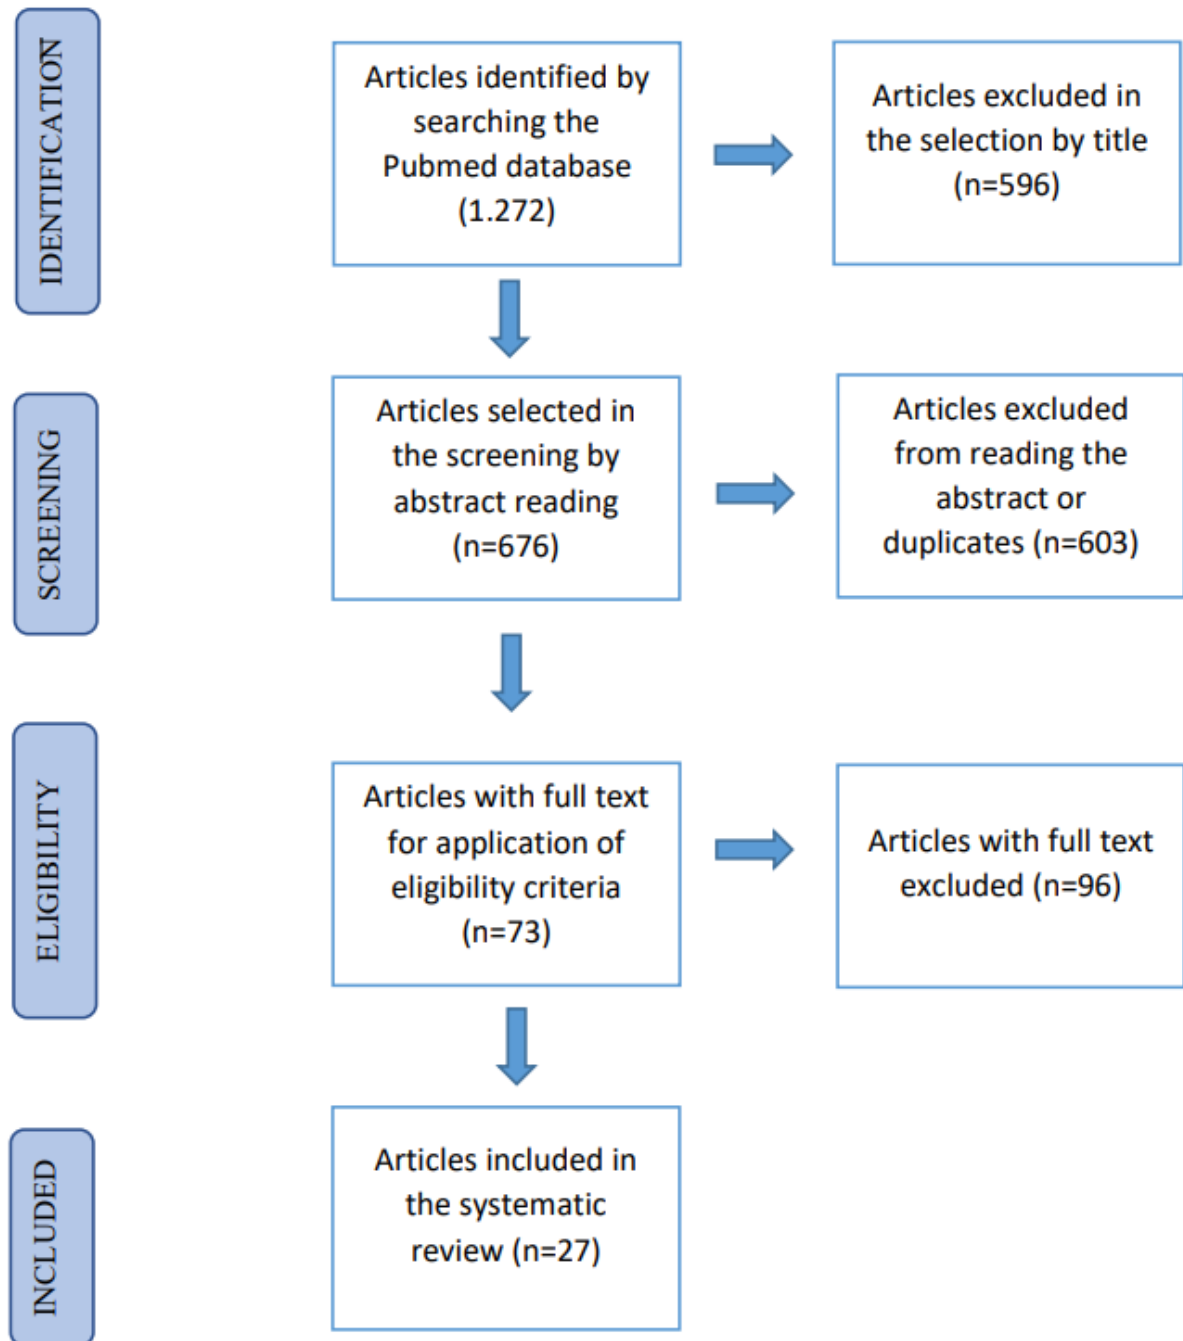 IDENTIFICATION
Articles identified by
searching the
Pubmed database
(1.272)
Articles excluded in
the selection by title
(n=596)
SCREENING
Articles selected in
the screening by
abstract reading
(n=676)
Articles excluded
from reading the
abstract or
duplicates (n=603)
ELIGIBILITY
Articles with full text
for application of
eligibility criteria
(n=73)
Articles with full text
excluded (n=96)
INCLUDED
Articles included in
the systematic
review (n=27)